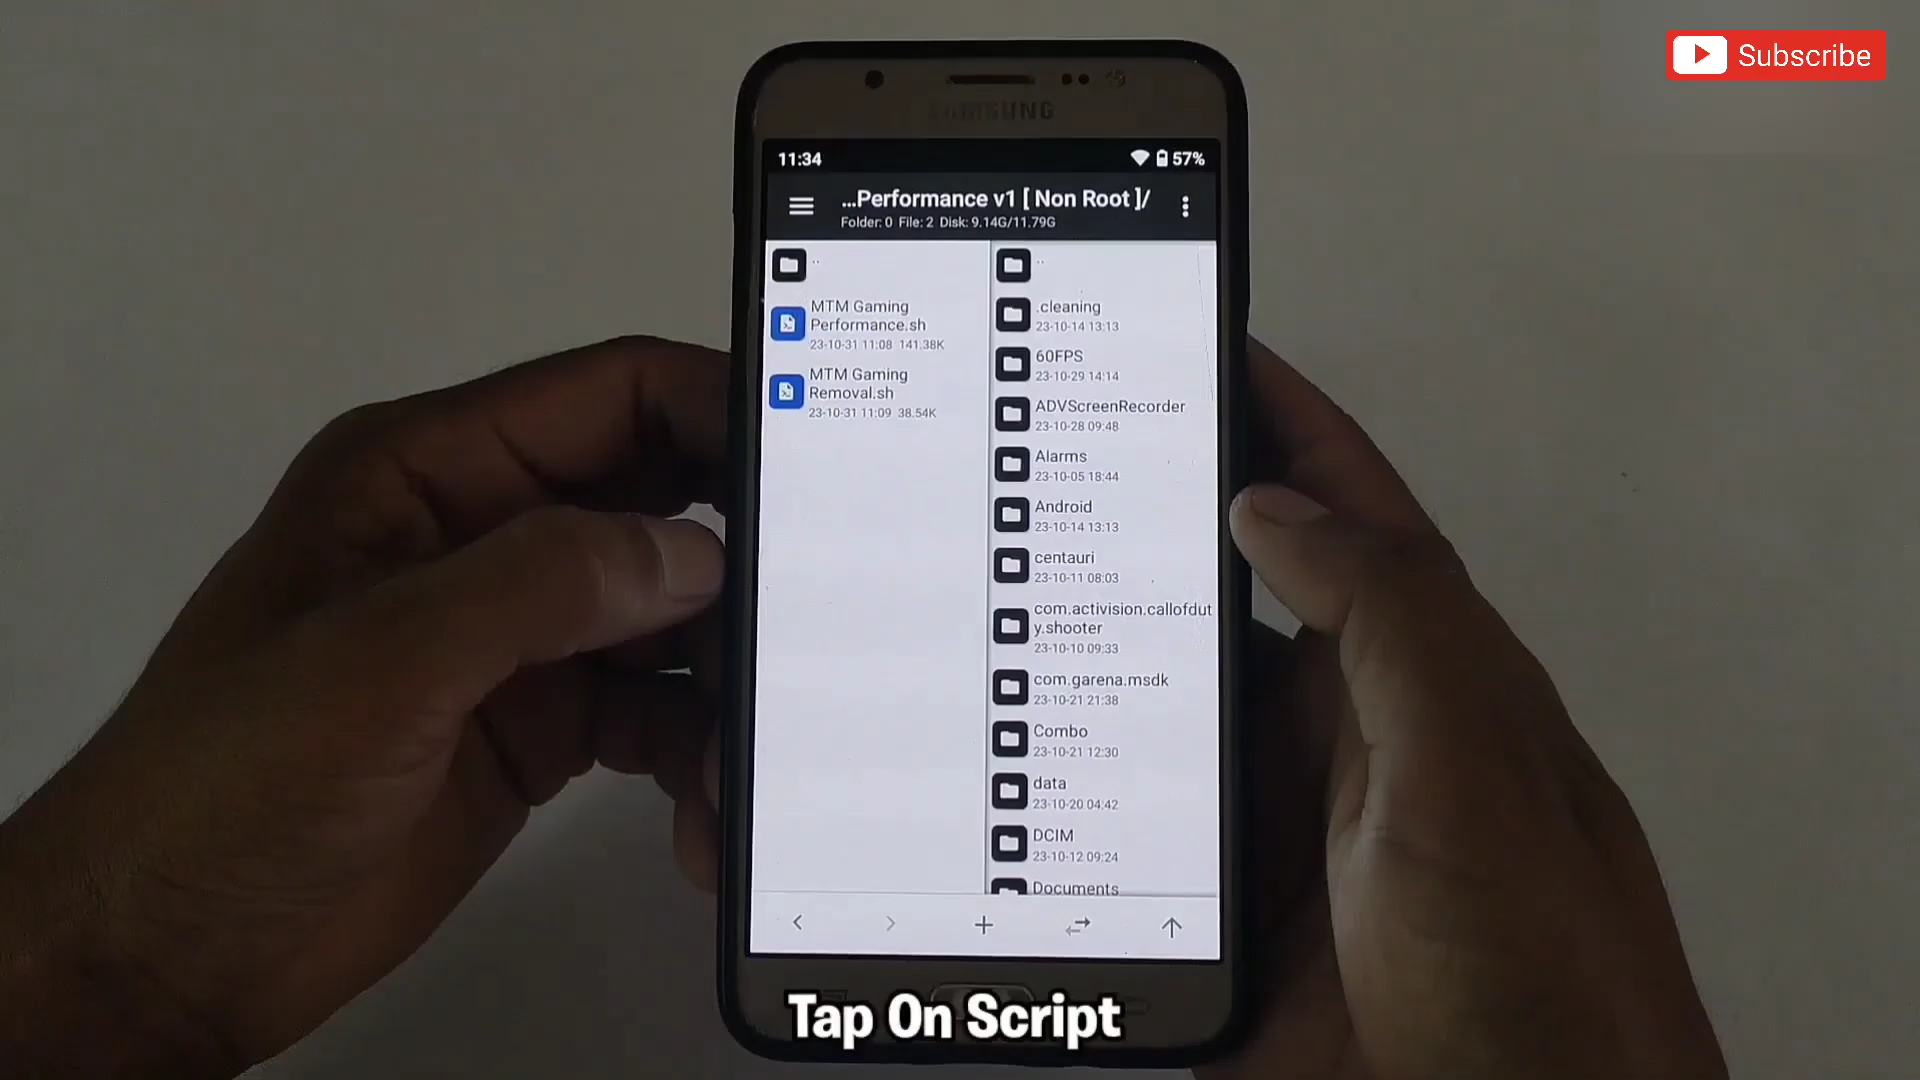 Subscribe
SAMSUNG
11:34
57%
...Performance v1 [ Non Root ]/
Folder: 0 File: 2 Disk: 9.14G/11.79G
..
MTM Gaming
Performance.sh
23-10-31 11:08 141.38K
MTM Gaming
Removal.sh
23-10-31 11:09 38.54K
..
.cleaning
23-10-14 13:13
60FPS
23-10-29 14:14
ADVScreenRecorder
23-10-28 09:48
Alarms
23-10-05 18:44
Android
23-10-14 13:13
centauri
23-10-11 08:03
com.activision.callofdut
y.shooter
23-10-10 09:33
com.garena.msdk
23-10-21 21:38
Combo
23-10-21 12:30
data
23-10-20 04:42
DCIM
23-10-12 09:24
Documents
Tap On Script